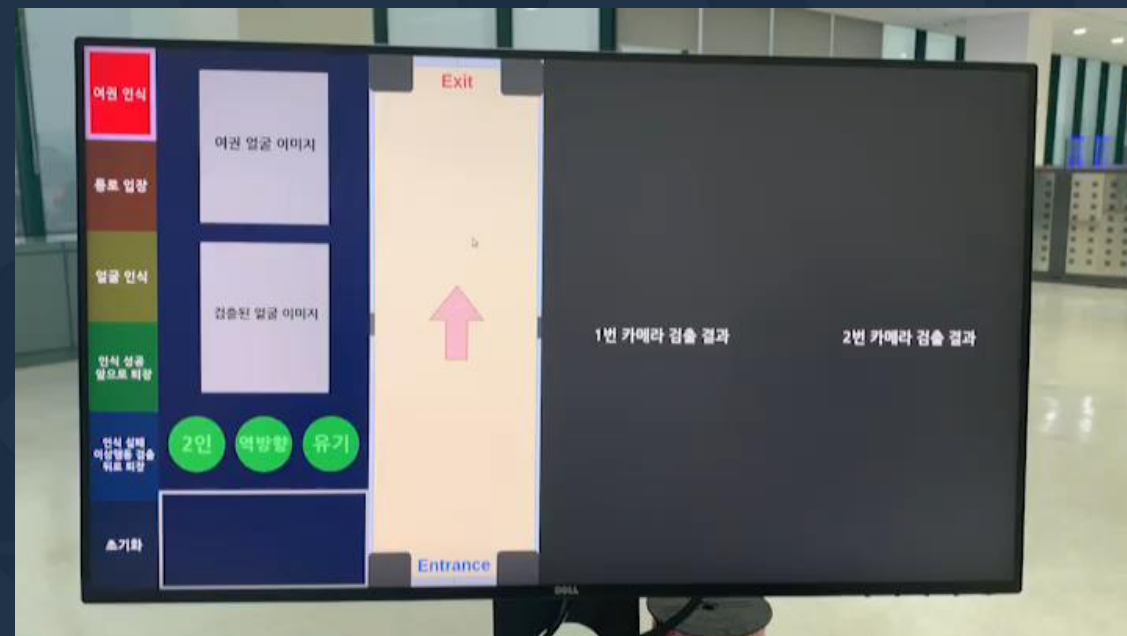 여권 인식
통로 입장
얼굴 인식
인식 성공
앞으로 퇴장
인식 실패
이상행동 검출
뒤로 퇴장
초기화
여권 얼굴 이미지
검출된 얼굴 이미지
2인
역방향
유기
Exit
Entrance
1번 카메라 검출 결과
2번 카메라 검출 결과
DELL